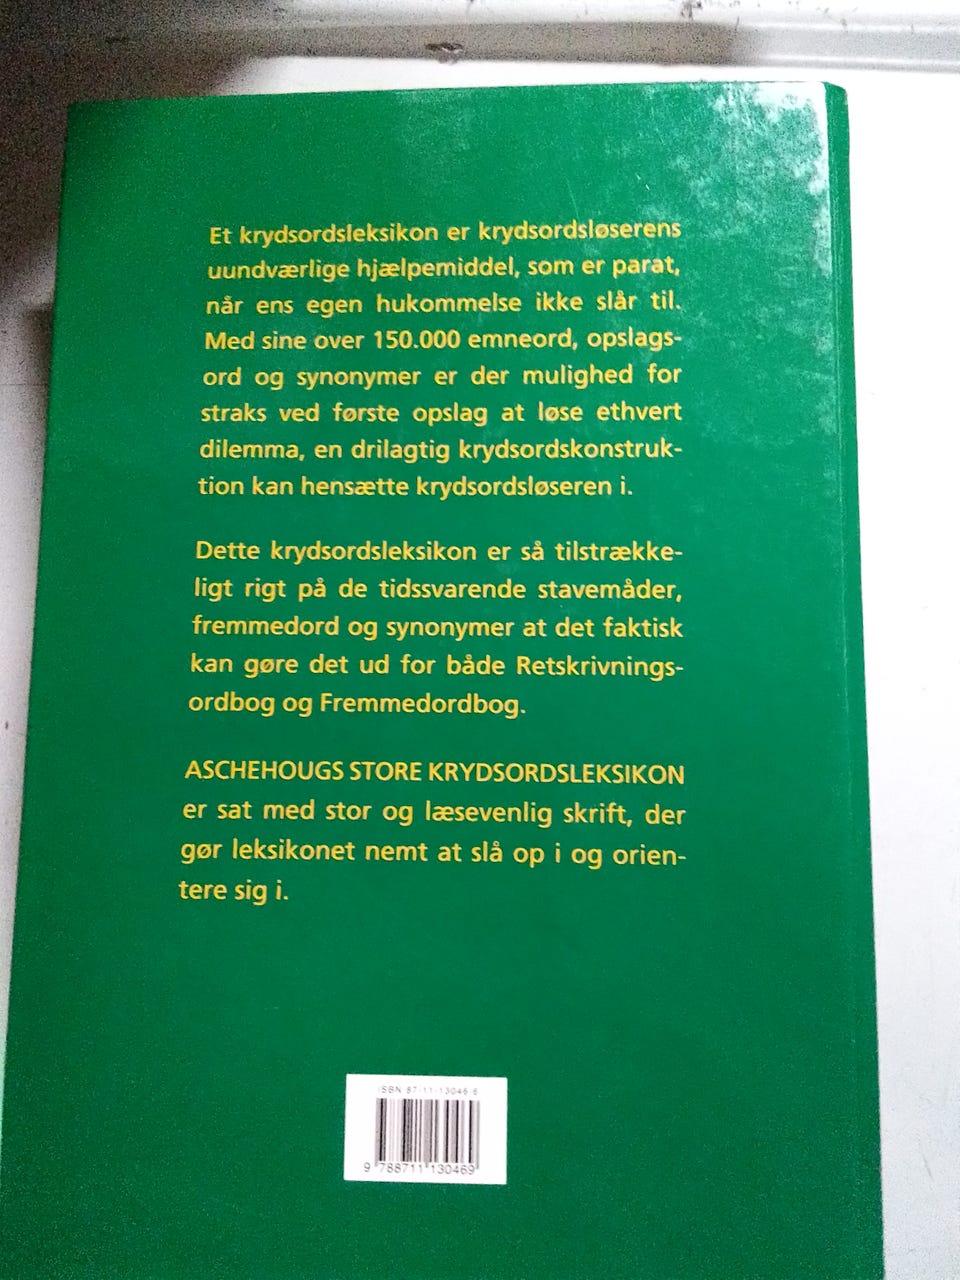 Et krydsordsleksikon er krydsordsløserens
uundværlige hjælpemiddel, som er parat,
når ens egen hukommelse ikke slår til.
Med sine over 150.000 emneord, opslags-
ord og synonymer er der mulighed for
straks ved første opslag at løse ethvert
dilemma, en drilagtig krydsordskonstruk-
tion kan hensætte krydsordsløseren i.
Dette krydsordsleksikon er så tilstrække-
ligt rigt på de tidssvarende stavemåder,
fremmedord og synonymer at det faktisk
kan gøre det ud for både Retskrivnings-
ordbog og Fremmedordbog.
ASCHEHOUGS STORE KRYDSORDSLEKSIKON
er sat med stor og læsevenlig skrift, der
gør leksikonet nemt at slå op i og orien-
tere sig i.
ISBN 87-11-13046-6
9 788711 130469